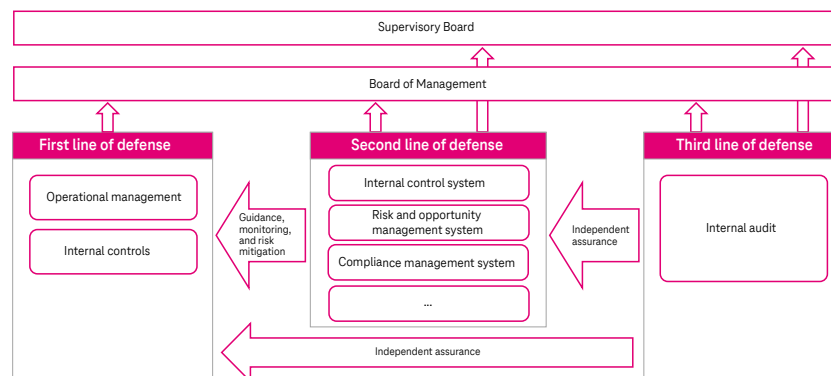 Supervisory Board
Board of Management
First line of defense
Second line of defense
Third line of defense
Operational management
Internal controls
Guidance,
monitoring,
and risk
mitigation
Internal control system
Risk and opportunity
management system
Compliance management system
...
Independent
assurance
Internal audit
Independent assurance